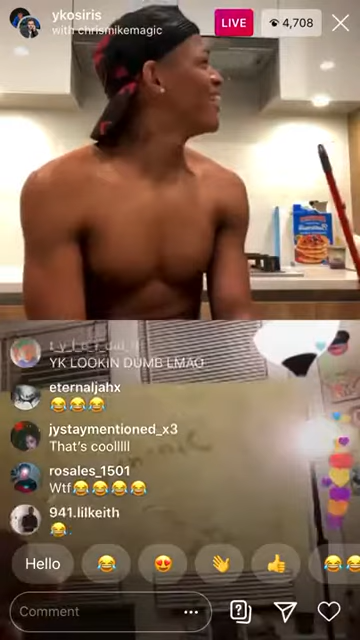 ykosiris
LIVE
4,708
with chrismikemagic
YK LOOKIN DUMB LMAO
eternaljahx
😂😂😂
jystaymentioned_x3
That's coolllll
rosales_1501
Wtf😂😂😂😂
941.lilkeith
😂
Hello 😂 😍 👋 👍 😂😂
Comment